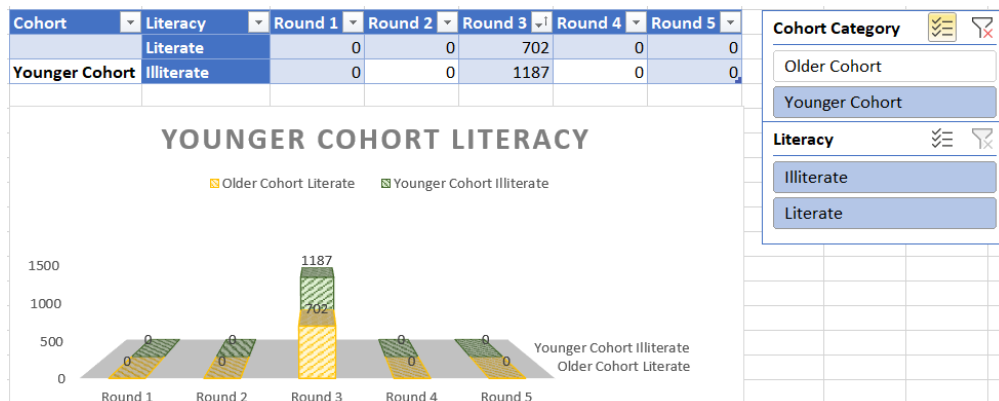 Cohort Literacy Round 1 Round 2 Round 3 Round 4 Round 5
Literate 0 0 702 0 0
Younger Cohort Illiterate 0 0 1187 0 0
YOUNGER COHORT LITERACY
Older Cohort Literate Younger Cohort Illiterate
1500
1000
500
0
1187
702
0 0 0 0
0 0 0 0
Younger Cohort Illiterate
Older Cohort Literate
Round 1 Round 2 Round 3 Round 4 Round 5
Cohort Category
Older Cohort
Younger Cohort
Literacy
Illiterate
Literate